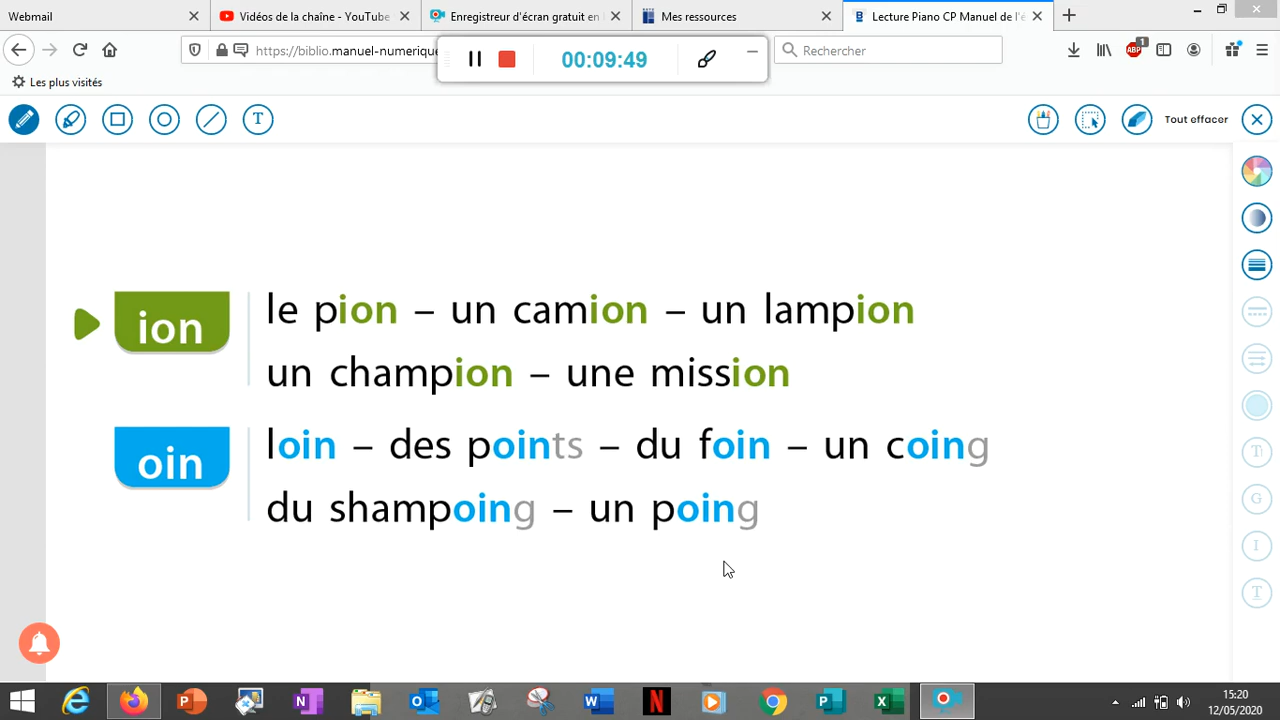 Webmail
Vidéos de la chaîne - YouTube
Enregistreur d'écran gratuit en l
Mes ressources
Lecture Piano CP Manuel de l'é
https://biblio.manuel-numerique
00:09:49
Rechercher
ABP
1
Les plus visités
T
Tout effacer
ion
le pion – un camion – un lampion
un champion – une mission
oin
loin – des points – du foin – un coing
du shampoing – un poing
T
G
I
T
15:20
12/05/2020